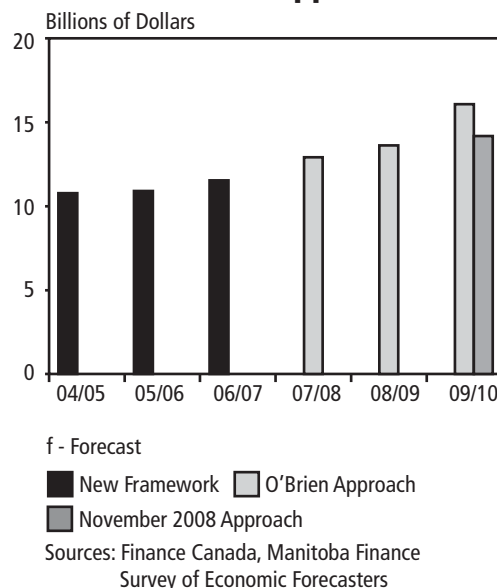 Billions of Dollars
20
15
10
5
0
04/05 05/06 06/07 07/08 08/09 09/10
f - Forecast
New Framework O’Brien Approach
November 2008 Approach
Sources: Finance Canada, Manitoba Finance
Survey of Economic Forecasters